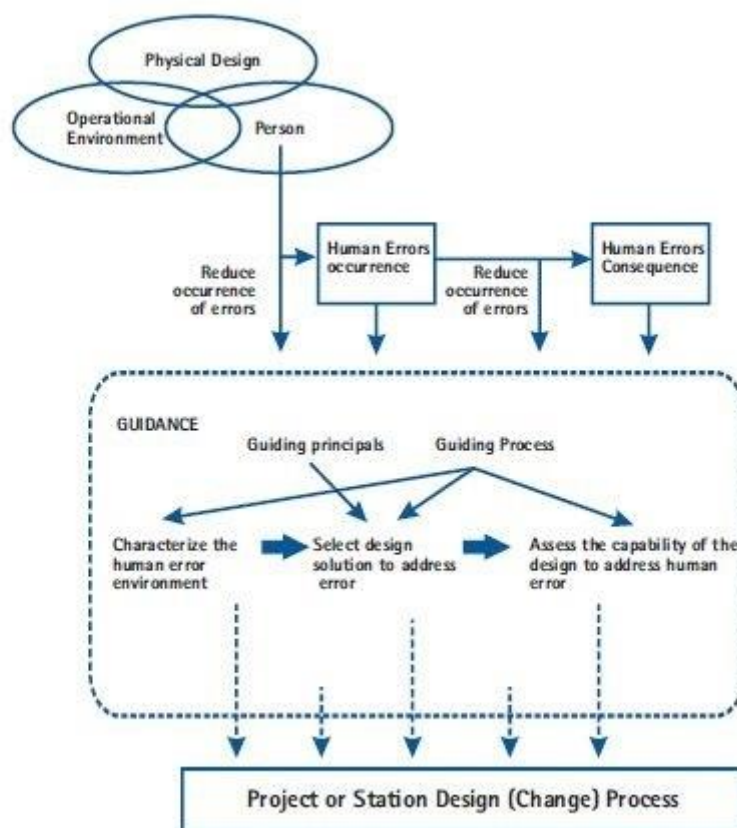 Physical Design
Operational
Environment
Person
Human Errors
occurrence
Human Errors
Consequence
Reduce
occurrence
of errors
Reduce
occurrence
of errors
GUIDANCE
Guiding principals
Guiding Process
Characterize the
human error
environment
Select design
solution to address
error
Assess the capability of the
design to address human
error
Project or Station Design (Change) Process